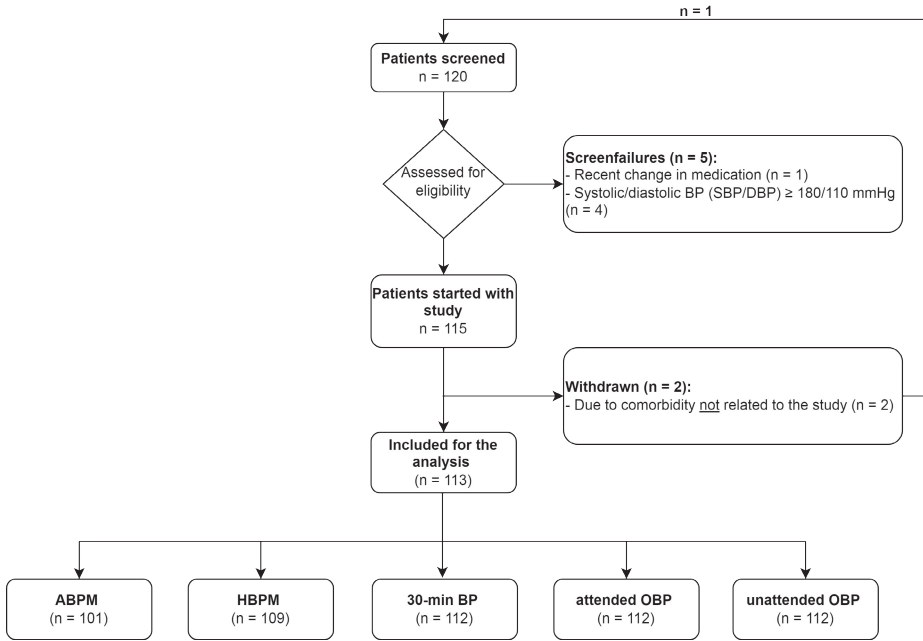 n = 1
Patients screened
n = 120
Assessed for
eligibility
Screenfailures (n = 5):
- Recent change in medication (n = 1)
- Systolic/diastolic BP (SBP/DBP) ≥ 180/110 mmHg
(n = 4)
Patients started with
study
n = 115
Withdrawn (n = 2):
- Due to comorbidity not related to the study (n = 2)
Included for the
analysis
(n = 113)
ABPM
(n = 101)
HBPM
(n = 109)
30-min BP
(n = 112)
attended OBP
(n = 112)
unattended OBP
(n = 112)